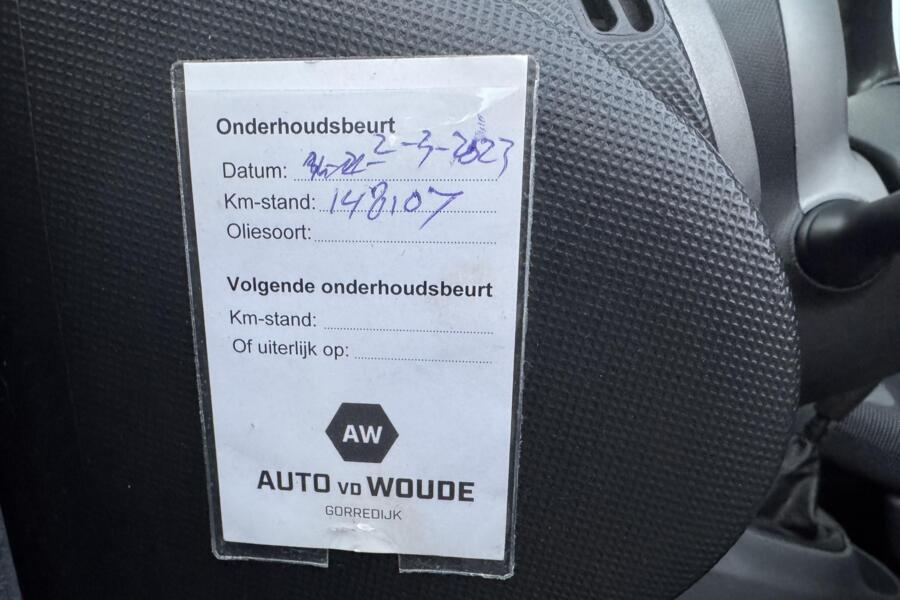 Onderhoudsbeurt
Datum: 2-3-2023
Km-stand: 148107
Oliesoort:
Volgende onderhoudsbeurt
Km-stand:
Of uiterlijk op:
AW
AUTO VD WOUDE
GORREDIJK